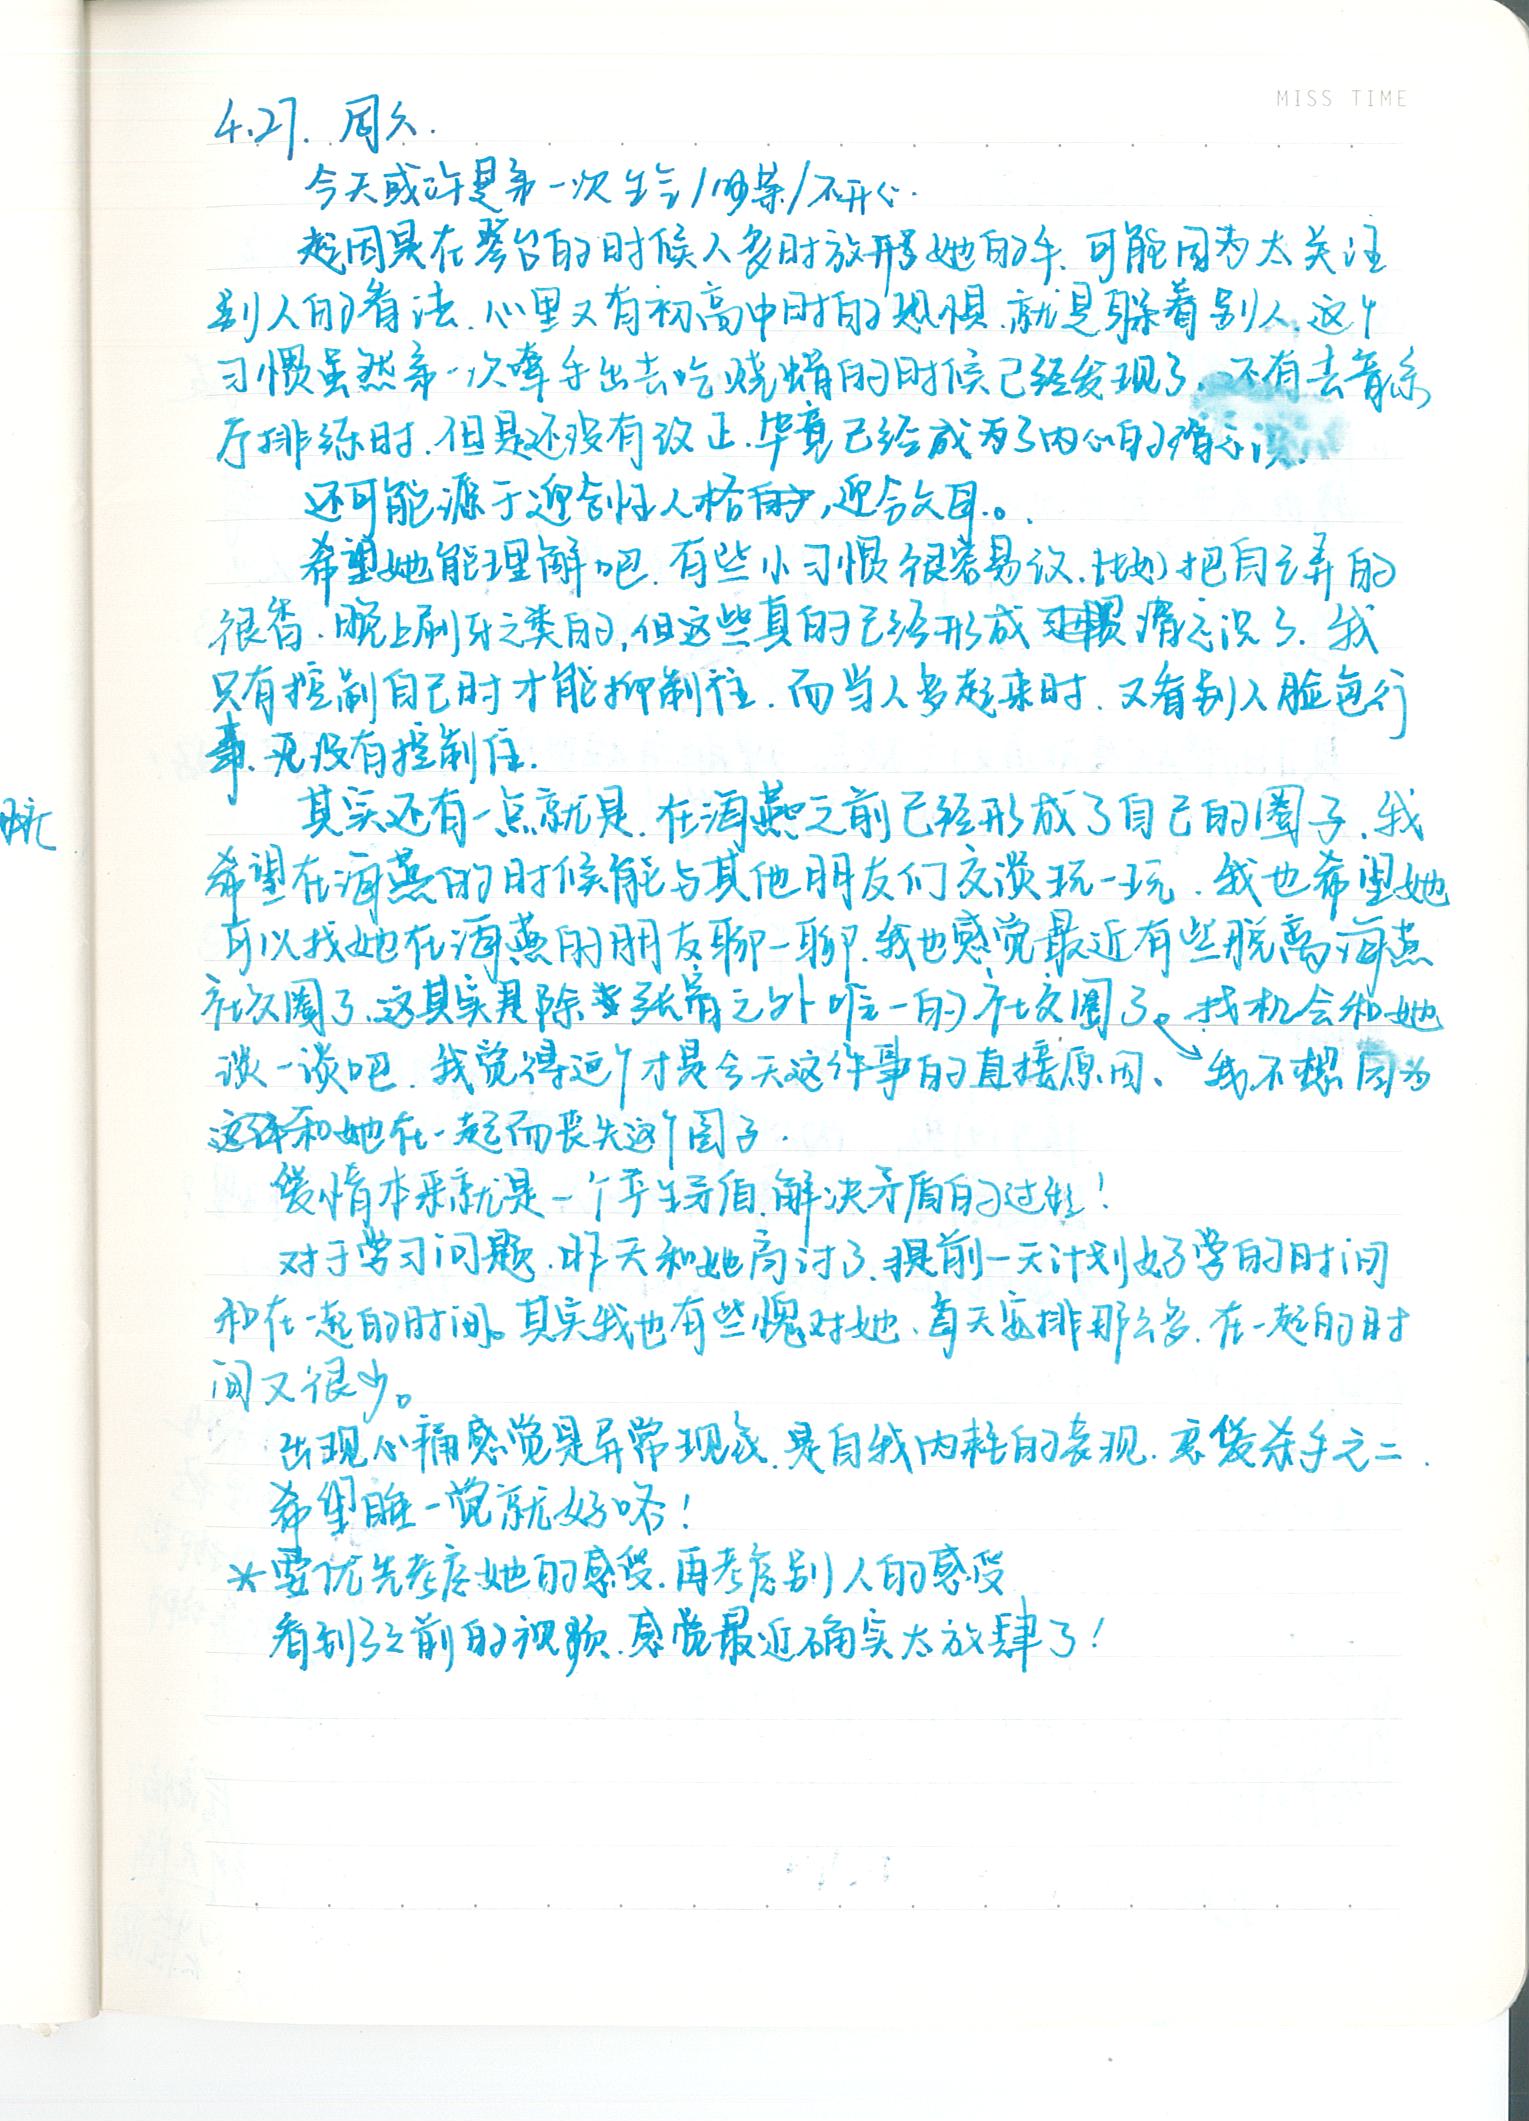 MISS TIME
4.27. 周六.
今天或许是第一次生气/吵架/不开心.
起因是在琴台的时候人多时放开了她的手、可能因为太关注
别人的看法、心里又有初高中时的恐惧、就是躲着别人、这个
习惯虽然第一次牵手出去吃烧烤的时候已经发现了、还有去音乐
厅排练时、但是还没有改正、毕竟已经成为了内心的潜意识.
还可能源于迎合性人格的,迎合父母。.
希望她能理解吧、有些小习惯很容易改、比如把自己弄的
很香、晚上刷牙之类的,但这些真的已经形成 潜意识了、我
只有控制自己时才能抑制住、而当人多起来时、又看别人脸色行
事、又没有控制住.
其实还有一点就是、在海燕之前已经形成了自己的圈子、我
希望在海燕的时候能与其他朋友们交谈玩一玩、我也希望她
可以找她在海燕的朋友聊一聊、我也感觉最近有些脱离海燕
社交圈了、这其实是除 之外唯一的社交圈了。找机会和她
谈一谈吧、我觉得这个才是今天这件事的直接原因、我不想因为
和她在一起而丧失这个圈子.
爱情本来就是一个产生矛盾、解决矛盾的过程!
对于学习问题、昨天和她商讨了、提前一天计划好学的时间
和在一起的时间。其实我也有些愧对她、每天安排那么多、在一起的时
间又很少。
出现心痛感觉是异常现象、是自我内耗的表现、恋爱杀手之二.
希望睡一觉就好咯!
*要优先考虑她的感受、再考虑别人的感受
看到了之前的视频、感觉最近确实太放肆了!